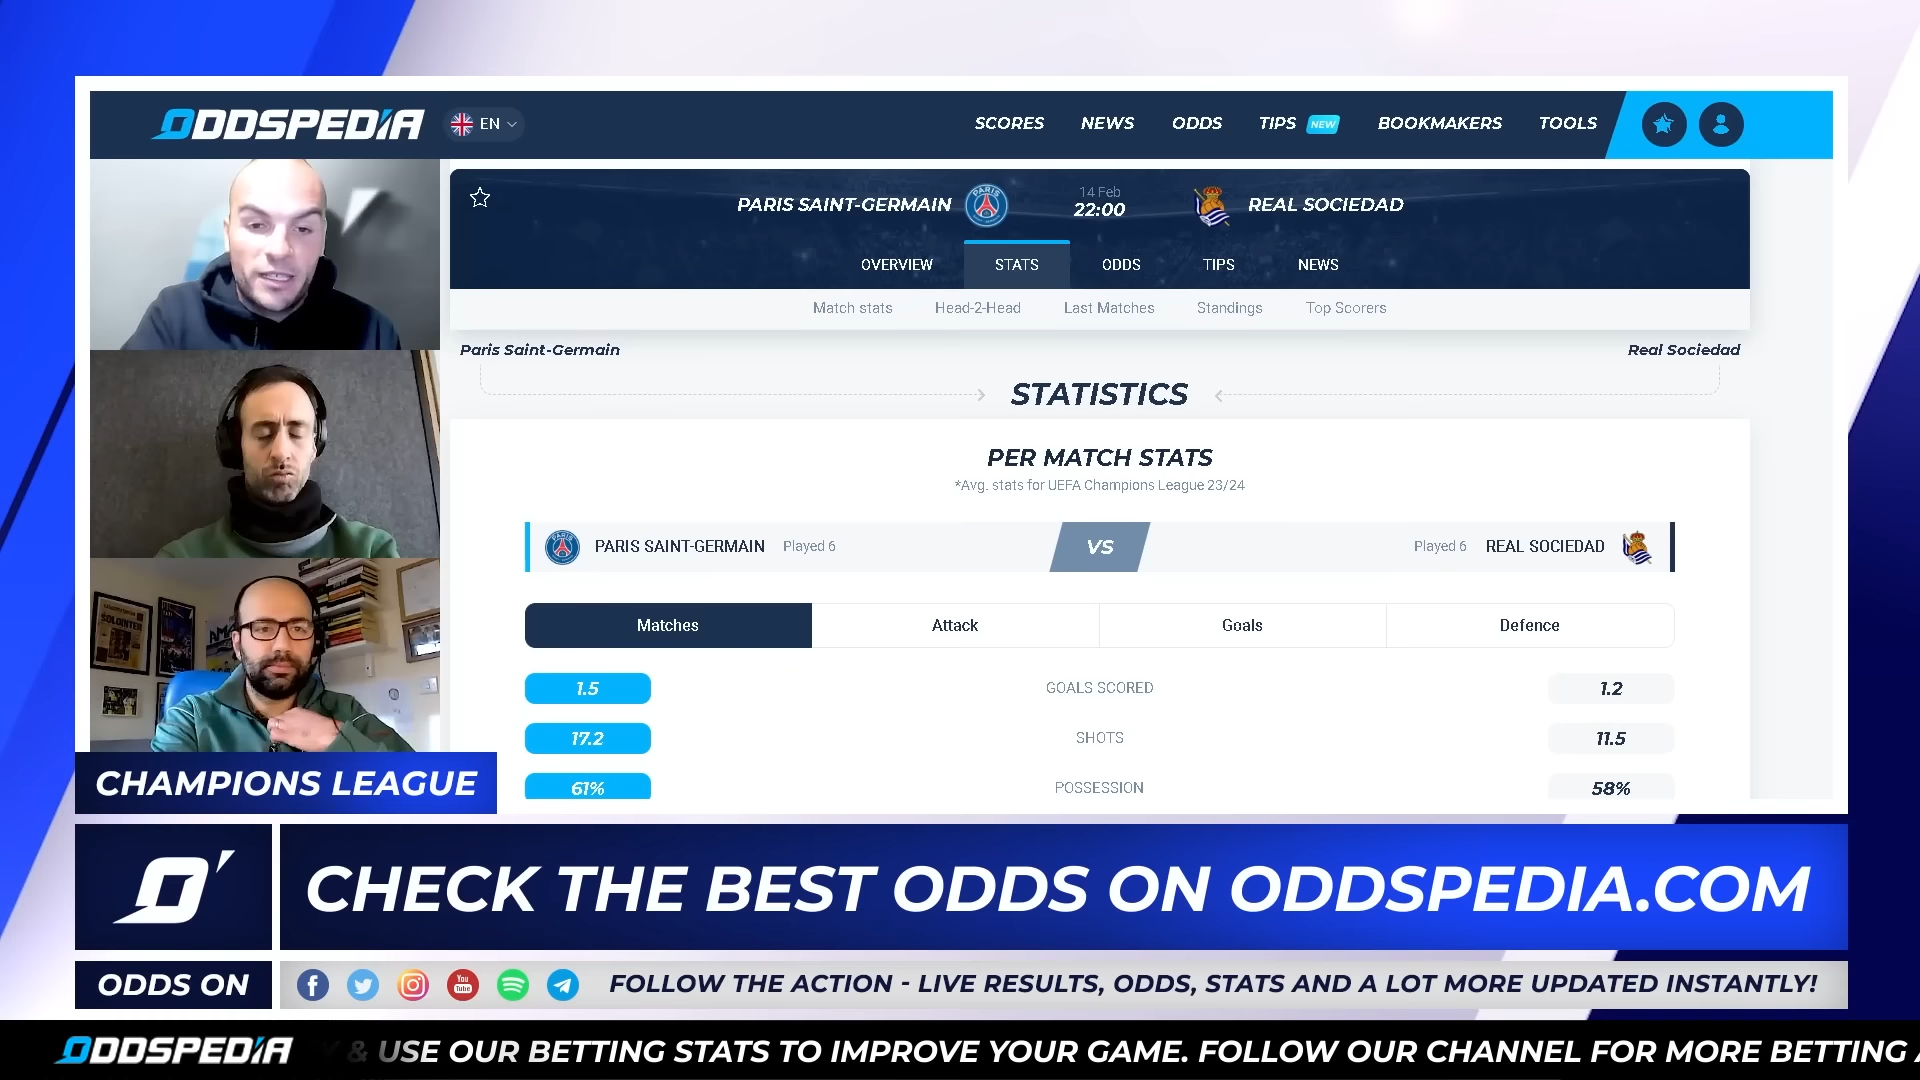 ODDSPEDIA
EN
SCORES NEWS ODDS TIPS NEW BOOKMAKERS TOOLS
PARIS SAINT-GERMAIN
PARIS
14 Feb
22:00
REAL SOCIEDAD
OVERVIEW STATS ODDS TIPS NEWS
Match stats Head-2-Head Last Matches Standings Top Scorers
Paris Saint-Germain Real Sociedad
STATISTICS
PER MATCH STATS
*Avg. stats for UEFA Champions League 23/24
PARIS SAINT-GERMAIN Played 6 VS Played 6 REAL SOCIEDAD
Matches Attack Goals Defence
1.5 GOALS SCORED 1.2
17.2 SHOTS 11.5
61% POSSESSION 58%
CHAMPIONS LEAGUE
CHECK THE BEST ODDS ON ODDSPEDIA.COM
ODDS ON
You Tube
FOLLOW THE ACTION - LIVE RESULTS, ODDS, STATS AND A LOT MORE UPDATED INSTANTLY!
ODDSPEDIA
& USE OUR BETTING STATS TO IMPROVE YOUR GAME. FOLLOW OUR CHANNEL FOR MORE BETTING